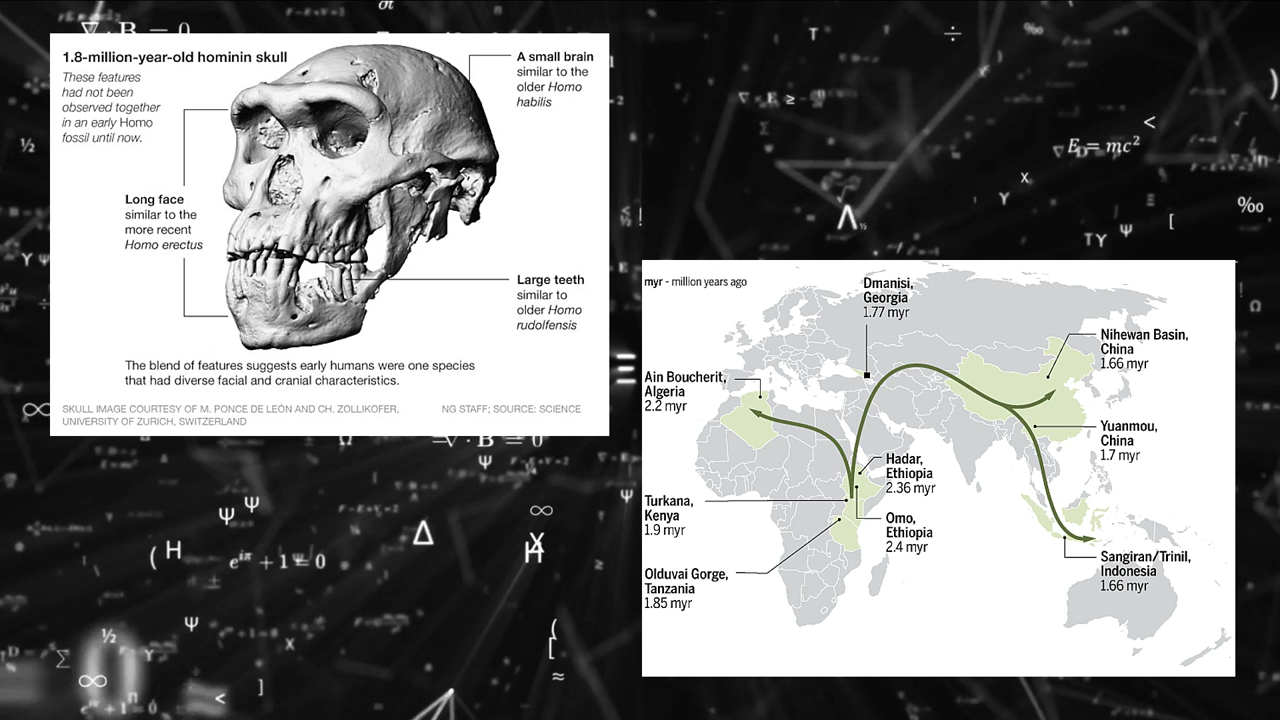 1.8-million-year-old hominin skull
These features
had not been
observed together
in an early Homo
fossil until now.
A small brain
similar to the
older Homo
habilis
Long face
similar to the
more recent
Homo erectus
Large teeth
similar to
older Homo
rudolfensis
The blend of features suggests early humans were one species
that had diverse facial and cranial characteristics.
SKULL IMAGE COURTESY OF M. PONCE DE LEÓN AND CH. ZOLLIKOFER,
UNIVERSITY OF ZURICH, SWITZERLAND
NG STAFF; SOURCE: SCIENCE
myr - million years ago
Dmanisi,
Georgia
1.77 myr
Nihewan Basin,
China
1.66 myr
Ain Boucherit,
Algeria
2.2 myr
Yuanmou,
China
1.7 myr
Hadar,
Ethiopia
2.36 myr
Turkana,
Kenya
1.9 myr
Omo,
Ethiopia
2.4 myr
Olduvai Gorge,
Tanzania
1.85 myr
Sangiran/Trinil,
Indonesia
1.66 myr
E = mc²
e^iπ + 1 = 0